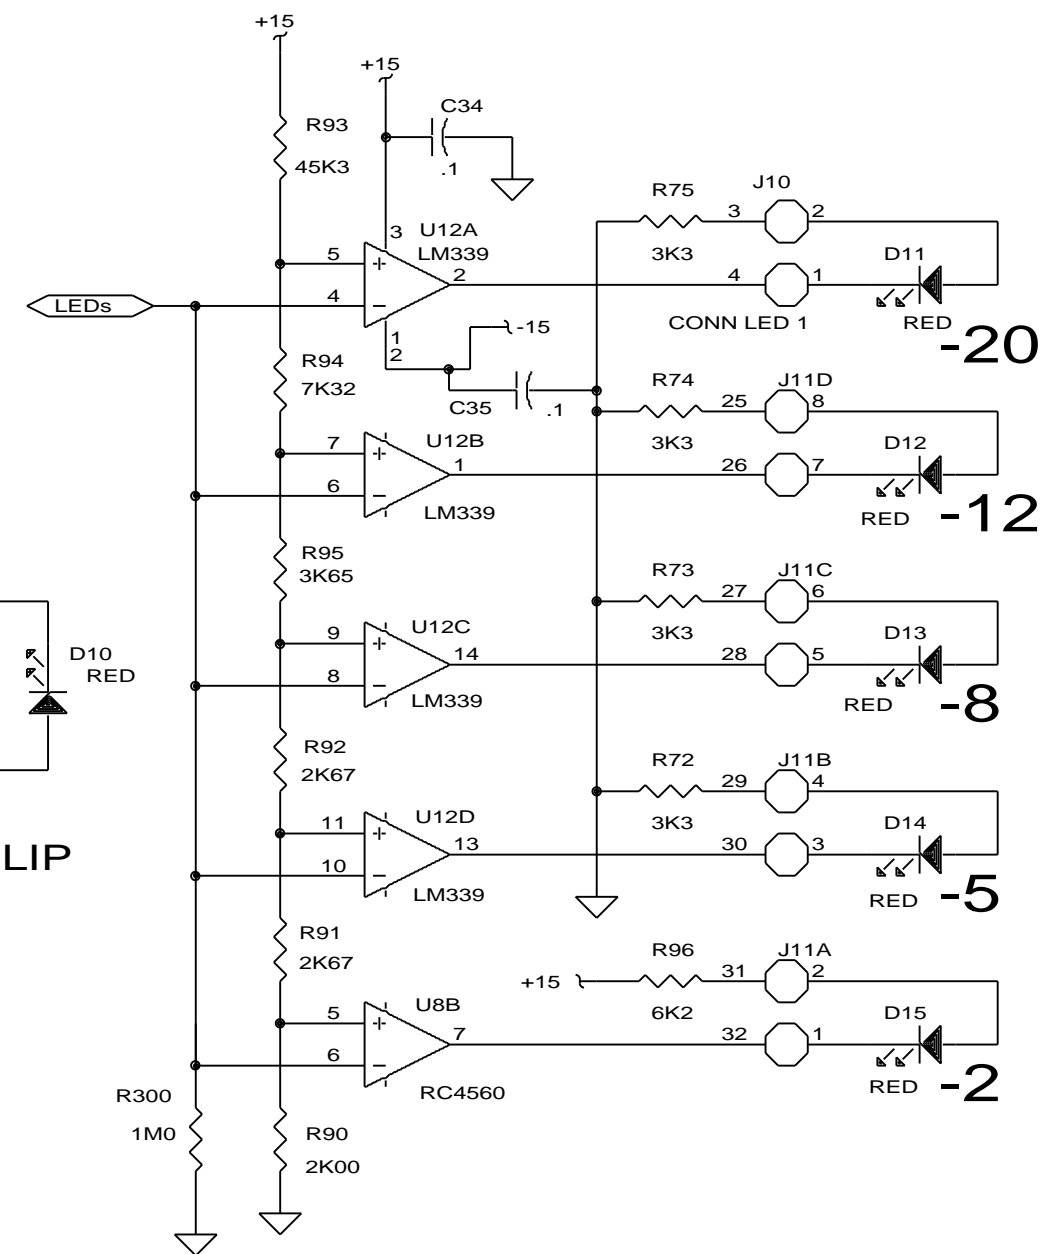 +15
+15
C34
.1
R93
45K3
R75
3K3
J10
3
2
3
U12A
LM339
5
4
2
4
1
D11
RED
-20
LEDs
CONN LED 1
1
2
-15
C35
.1
R94
7K32
R74
3K3
J11D
25
8
U12B
LM339
7
6
1
26
7
D12
RED
-12
R95
3K65
R73
3K3
J11C
27
6
U12C
LM339
9
8
14
28
5
D13
RED
-8
D10
RED
R92
2K67
R72
3K3
J11B
29
4
U12D
LM339
11
10
13
30
3
D14
RED
-5
LIP
R91
2K67
+15
R96
6K2
J11A
31
2
U8B
RC4560
5
6
7
32
1
D15
RED
-2
R300
1M0
R90
2K00